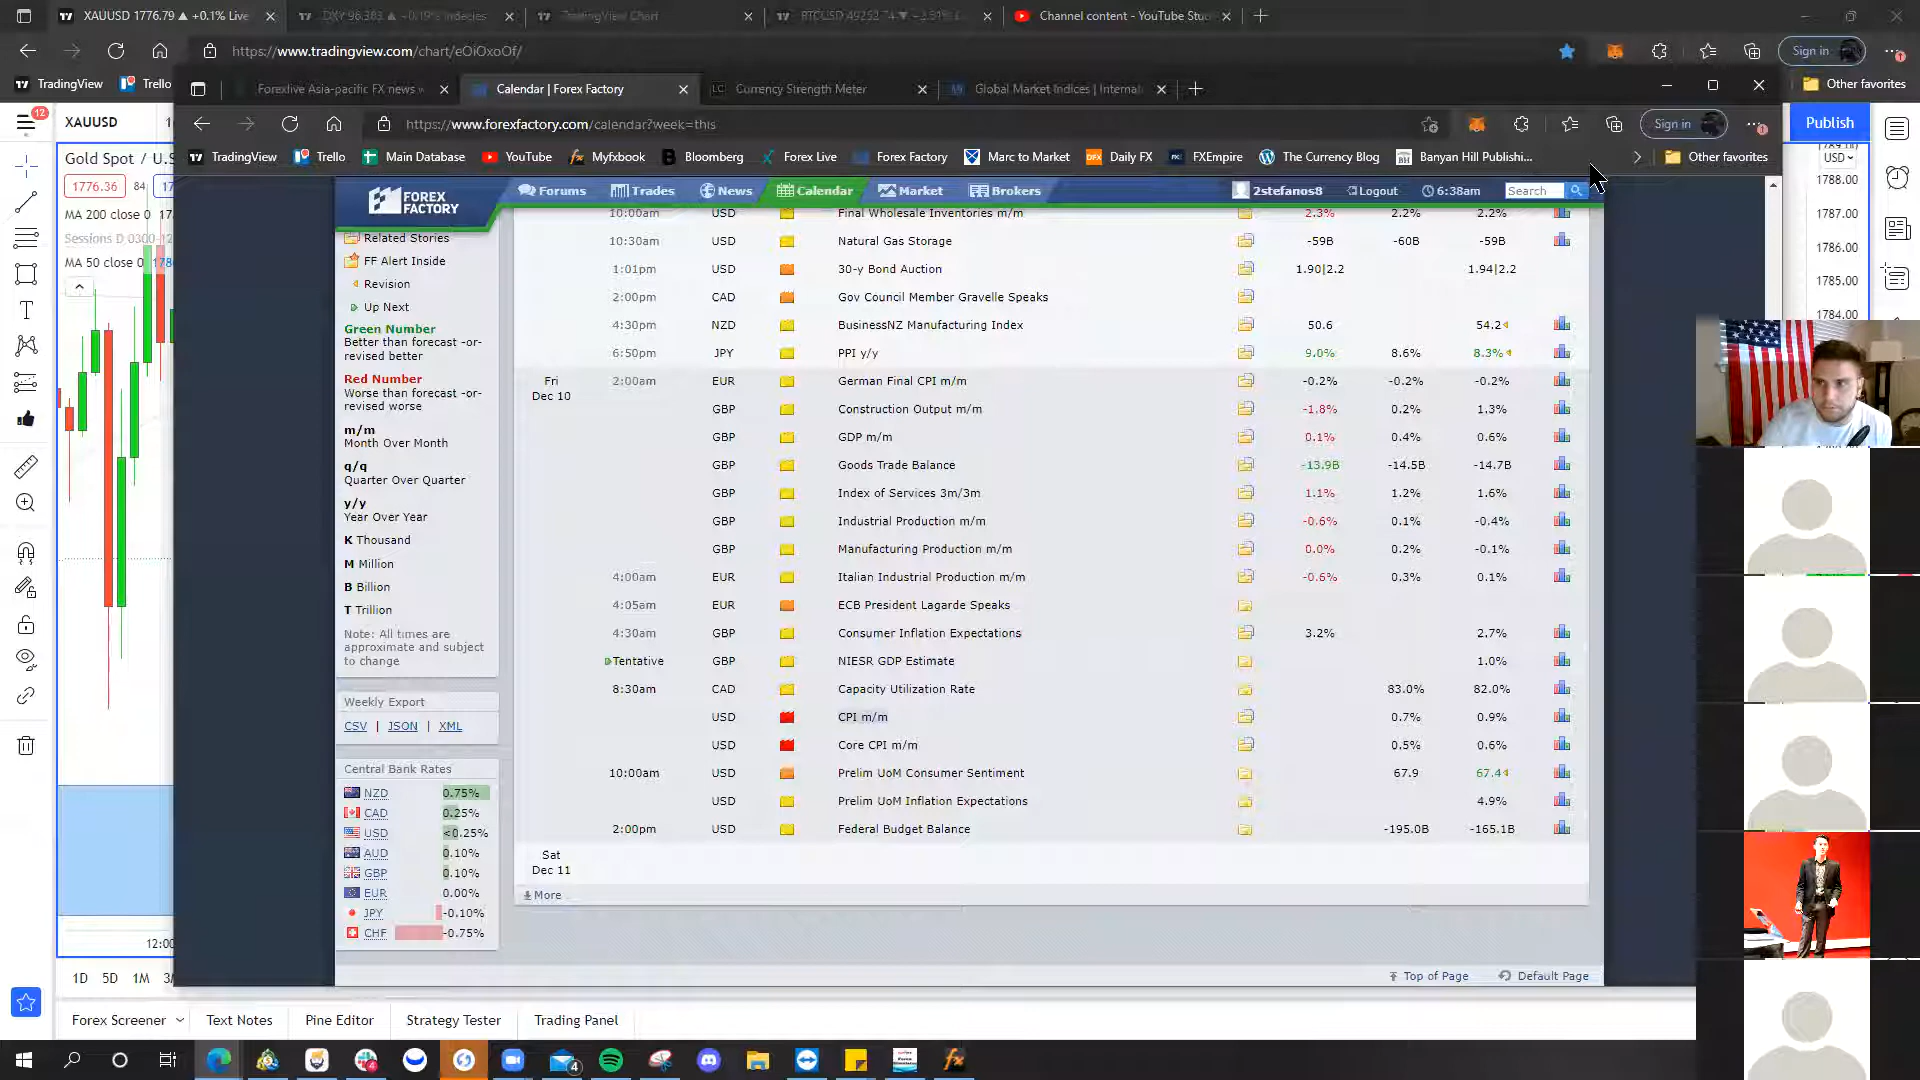 XAUUSD 1776.79 ▲ +0.1% Live
DXY 96.383 ▲ +0.19% Indecies
TradingView Chart
Channel content - YouTube Stu
https://www.tradingview.com/chart/eOiOxoOf/
Sign in
TradingView
Trello
Other favorites
Forexlive Asia-pacific FX news
Calendar | Forex Factory
Currency Strength Meter
Global Market Indices | Interna
https://www.forexfactory.com/calendar?week=this
Sign in
TradingView
Trello
Main Database
YouTube
Myfxbook
Bloomberg
Forex Live
Forex Factory
Marc to Market
Daily FX
FXEmpire
The Currency Blog
Banyan Hill Publishi...
Other favorites
12
XAUUSD
Publish
Gold Spot / U.S
1776.36
84
MA 200 close 0
Sessions D 0300-12
MA 50 close 0
USD
1788.00
1787.00
1786.00
1785.00
1784.00
FOREX
FACTORY
Forums
Trades
News
Calendar
Market
Brokers
2stefanos8
Logout
6:38am
Search
Related Stories
FF Alert Inside
Revision
Up Next
Green Number
Better than forecast -or-
revised better
Red Number
Worse than forecast -or-
revised worse
m/m
Month Over Month
q/q
Quarter Over Quarter
y/y
Year Over Year
K Thousand
M Million
B Billion
T Trillion
Note: All times are
approximate and subject
to change
Weekly Export
CSV | JSON | XML
Central Bank Rates
NZD 0.75%
CAD 0.25%
USD <0.25%
AUD 0.10%
GBP 0.10%
EUR 0.00%
JPY -0.10%
CHF -0.75%
10:00am USD Final Wholesale Inventories m/m 2.3% 2.2% 2.2%
10:30am USD Natural Gas Storage -59B -60B -59B
1:01pm USD 30-y Bond Auction 1.90|2.2 1.94|2.2
2:00pm CAD Gov Council Member Gravelle Speaks
4:30pm NZD BusinessNZ Manufacturing Index 50.6 54.2
6:50pm JPY PPI y/y 9.0% 8.6% 8.3%
Fri
Dec 10
2:00am EUR German Final CPI m/m -0.2% -0.2% -0.2%
GBP Construction Output m/m -1.8% 0.2% 1.3%
GBP GDP m/m 0.1% 0.4% 0.6%
GBP Goods Trade Balance -13.9B -14.5B -14.7B
GBP Index of Services 3m/3m 1.1% 1.2% 1.6%
GBP Industrial Production m/m -0.6% 0.1% -0.4%
GBP Manufacturing Production m/m 0.0% 0.2% -0.1%
4:00am EUR Italian Industrial Production m/m -0.6% 0.3% 0.1%
4:05am EUR ECB President Lagarde Speaks
4:30am GBP Consumer Inflation Expectations 3.2% 2.7%
Tentative GBP NIESR GDP Estimate 1.0%
8:30am CAD Capacity Utilization Rate 83.0% 82.0%
USD CPI m/m 0.7% 0.9%
USD Core CPI m/m 0.5% 0.6%
10:00am USD Prelim UoM Consumer Sentiment 67.9 67.4
USD Prelim UoM Inflation Expectations 4.9%
2:00pm USD Federal Budget Balance -195.0B -165.1B
Sat
Dec 11
More
Top of Page
Default Page
12:00
1D 5D 1M
Forex Screener
Text Notes
Pine Editor
Strategy Tester
Trading Panel
4